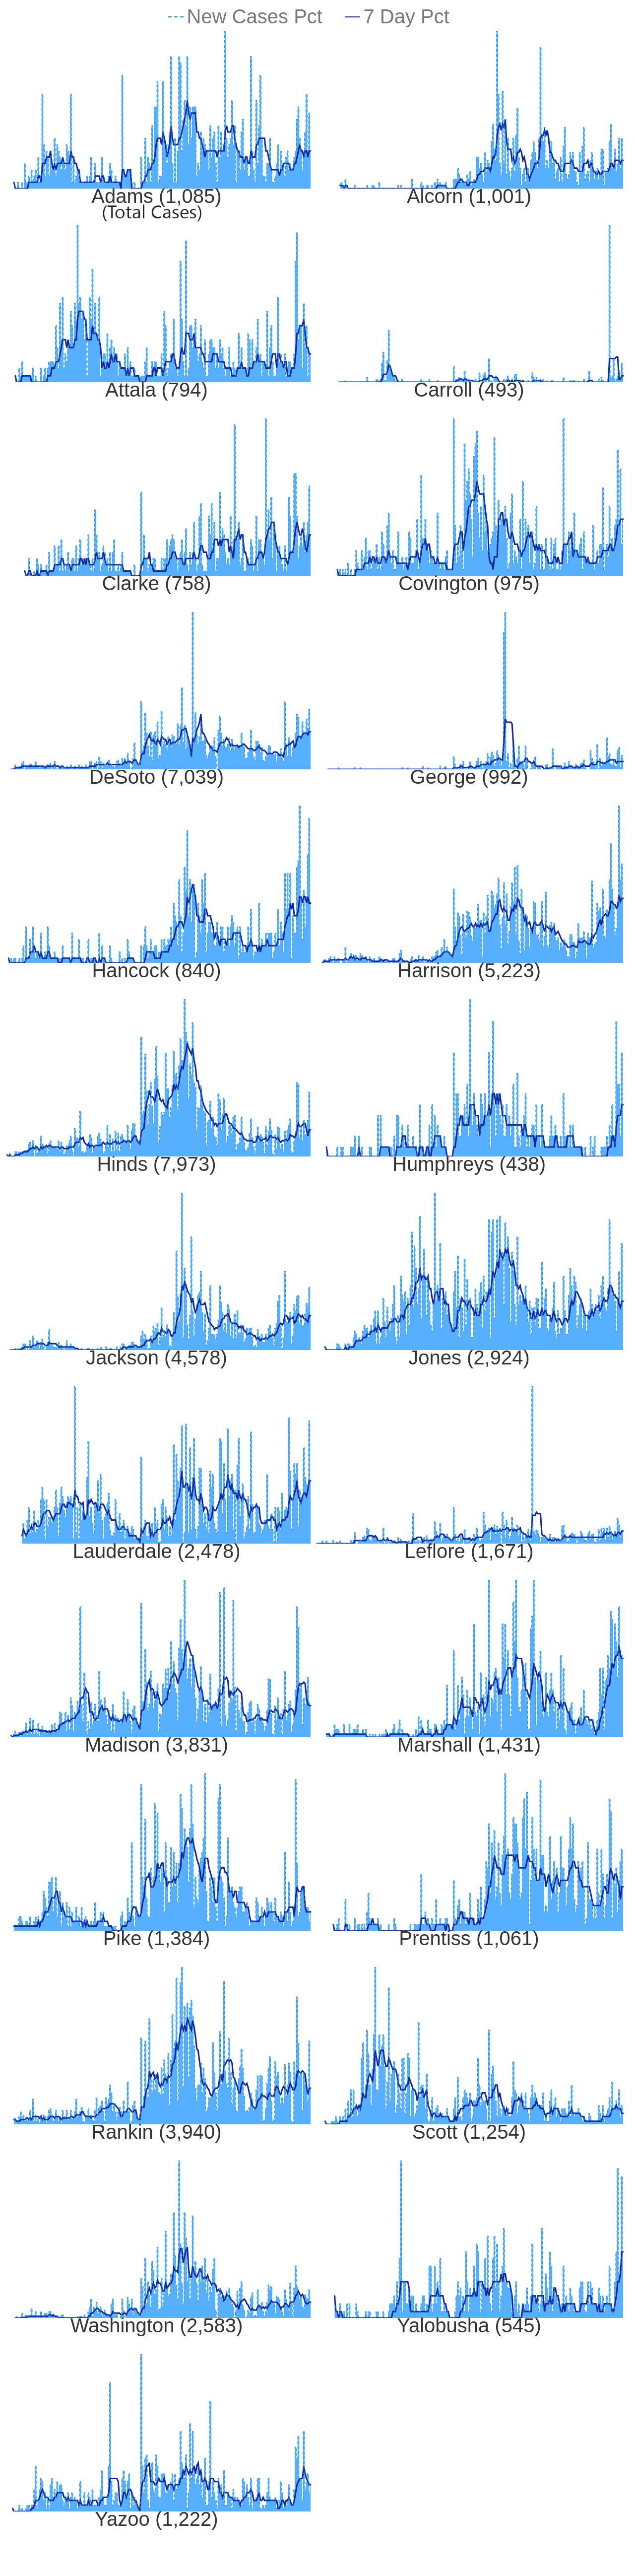 New Cases Pct 7 Day Pct
Adams (1,085) Alcorn (1,001)
(Total Cases)
Attala (794) Carroll (493)
Clarke (758) Covington (975)
DeSoto (7,039) George (992)
Hancock (840) Harrison (5,223)
Hinds (7,973) Humphreys (438)
Jackson (4,578) Jones (2,924)
Lauderdale (2,478) Leflore (1,671)
Madison (3,831) Marshall (1,431)
Pike (1,384) Prentiss (1,061)
Rankin (3,940) Scott (1,254)
Washington (2,583) Yalobusha (545)
Yazoo (1,222)